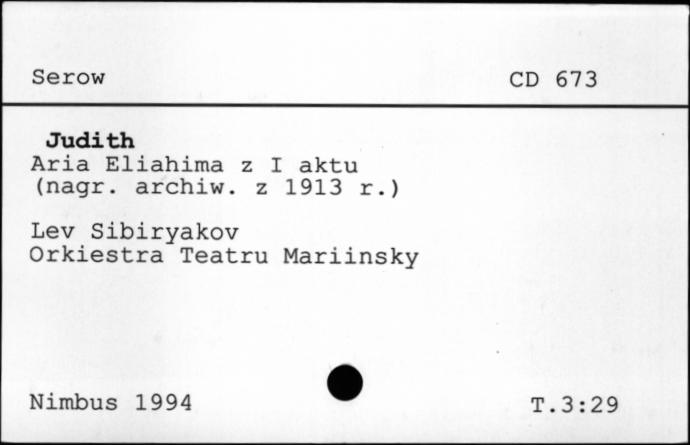 Serow CD 673
Judith
Aria Eliahima z I aktu
(nagr. archiw. z 1913 r.)
Lev Sibiryakov
Orkiestra Teatru Mariinsky
Nimbus 1994 T.3:29